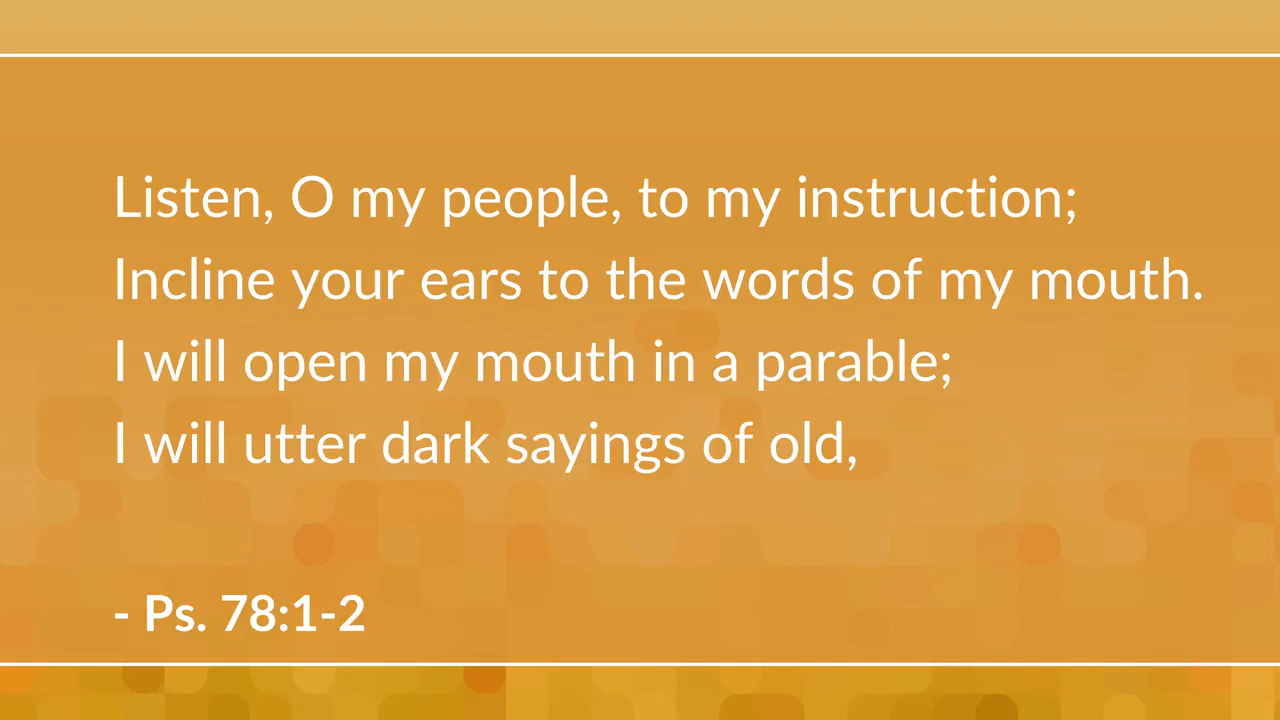 Listen, O my people, to my instruction;
Incline your ears to the words of my mouth.
I will open my mouth in a parable;
I will utter dark sayings of old,
- Ps. 78:1-2